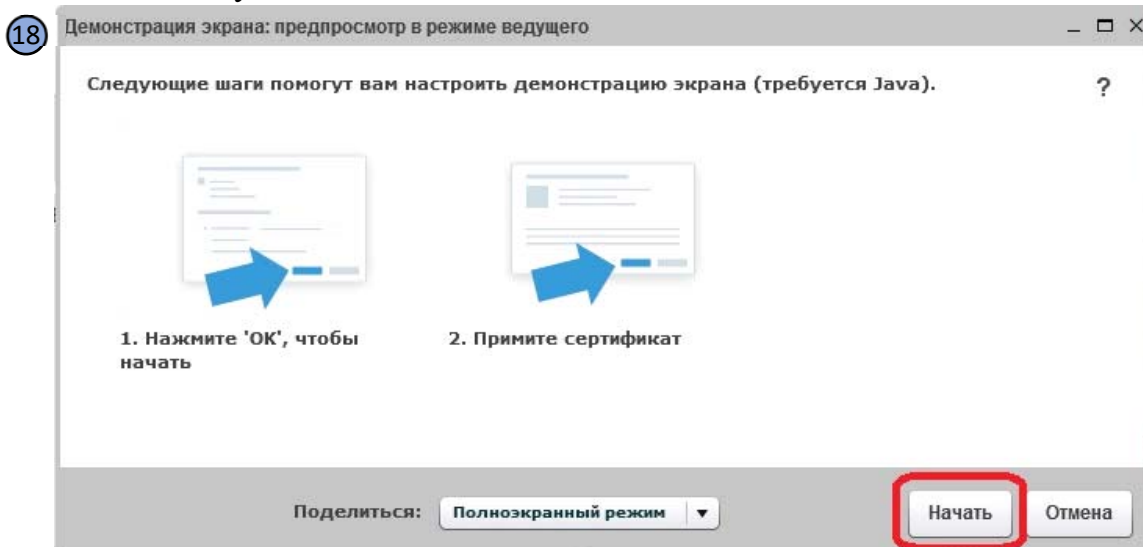 18
Демонстрация экрана: предпросмотр в режиме ведущего
Следующие шаги помогут вам настроить демонстрацию экрана (требуется Java).
?
1. Нажмите 'OK', чтобы
начать
2. Примите сертификат
Поделиться: Полноэкранный режим
Начать
Отмена